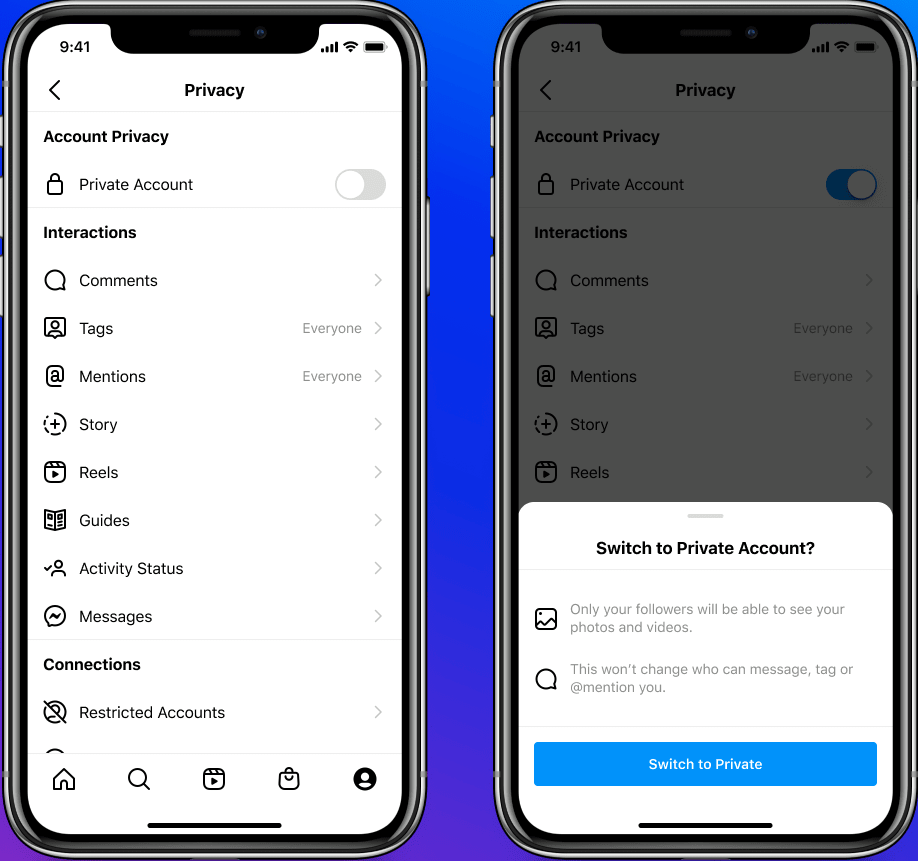 9:41
Privacy
Account Privacy
Private Account
Interactions
Comments
Tags Everyone
Mentions Everyone
Story
Reels
Guides
Activity Status
Messages
Connections
Restricted Accounts
9:41
Privacy
Account Privacy
Private Account
Interactions
Comments
Tags Everyone
Mentions Everyone
Story
Reels
Switch to Private Account?
Only your followers will be able to see your
photos and videos.
This won’t change who can message, tag or
@mention you.
Switch to Private